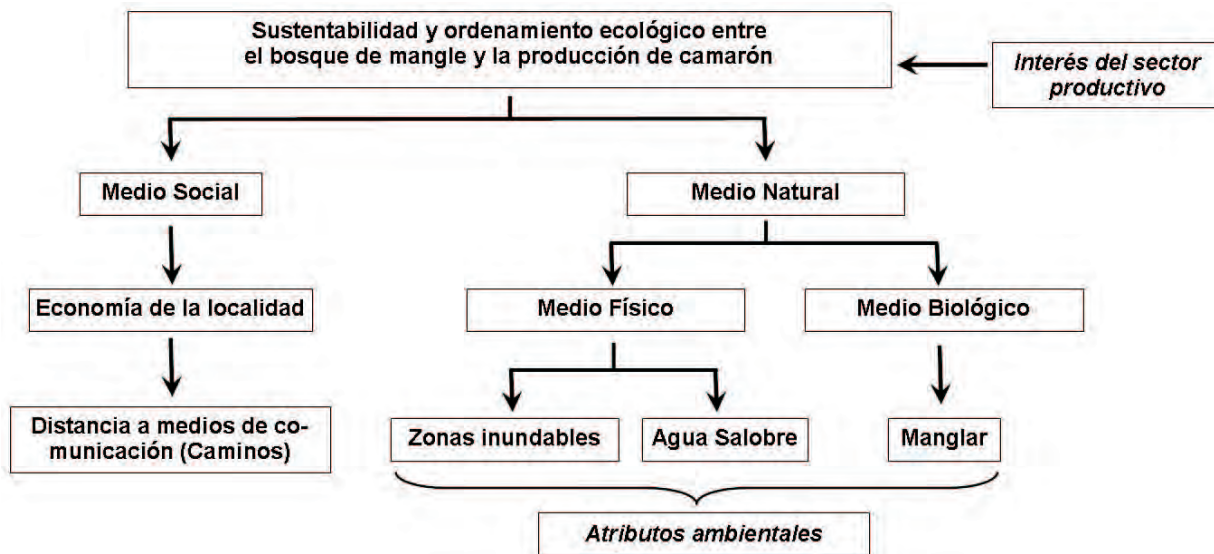 Sustentabilidad y ordenamiento ecológico entre
el bosque de mangle y la producción de camarón
Interés del sector
productivo
Medio Social
Medio Natural
Economía de la localidad
Medio Físico
Medio Biológico
Distancia a medios de co-
municación (Caminos)
Zonas inundables
Agua Salobre
Manglar
Atributos ambientales